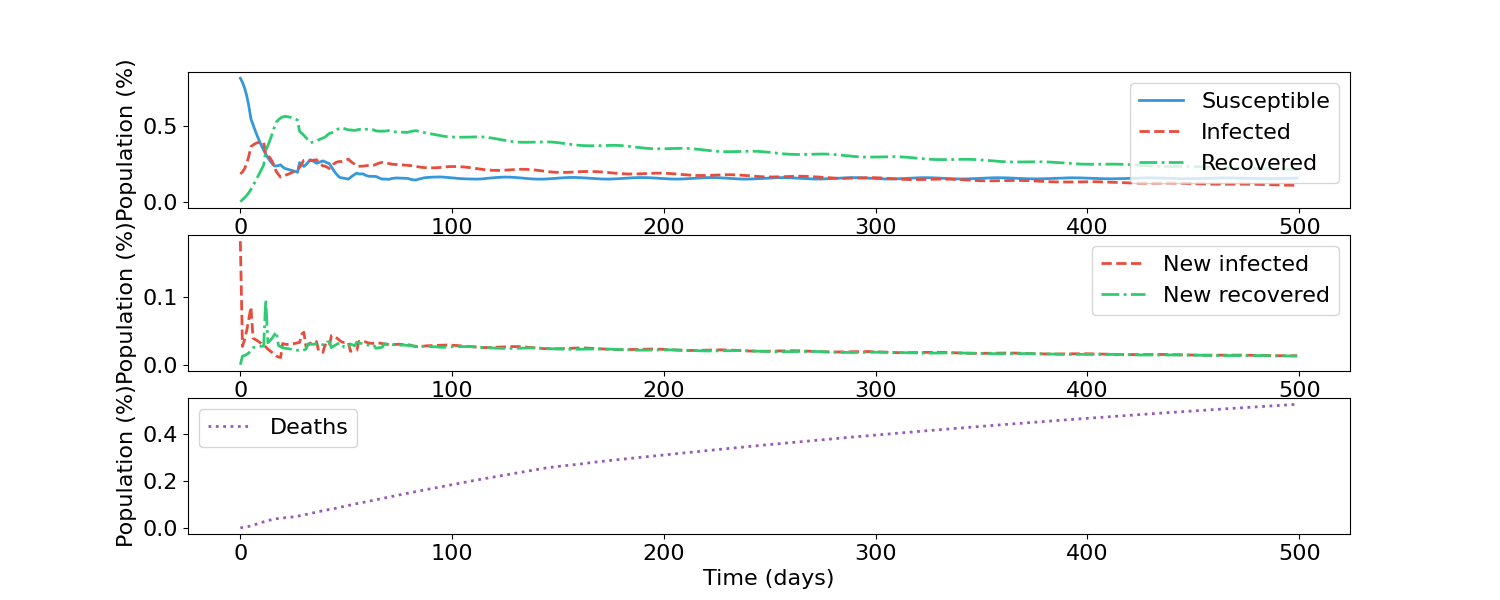 Population (%)
0.5
0.0
Susceptible
Infected
Recovered
0 100 200 300 400 500
Population (%)
0.1
0.0
New infected
New recovered
0 100 200 300 400 500
Population (%)
0.4
0.2
0.0
Deaths
0 100 200 300 400 500
Time (days)